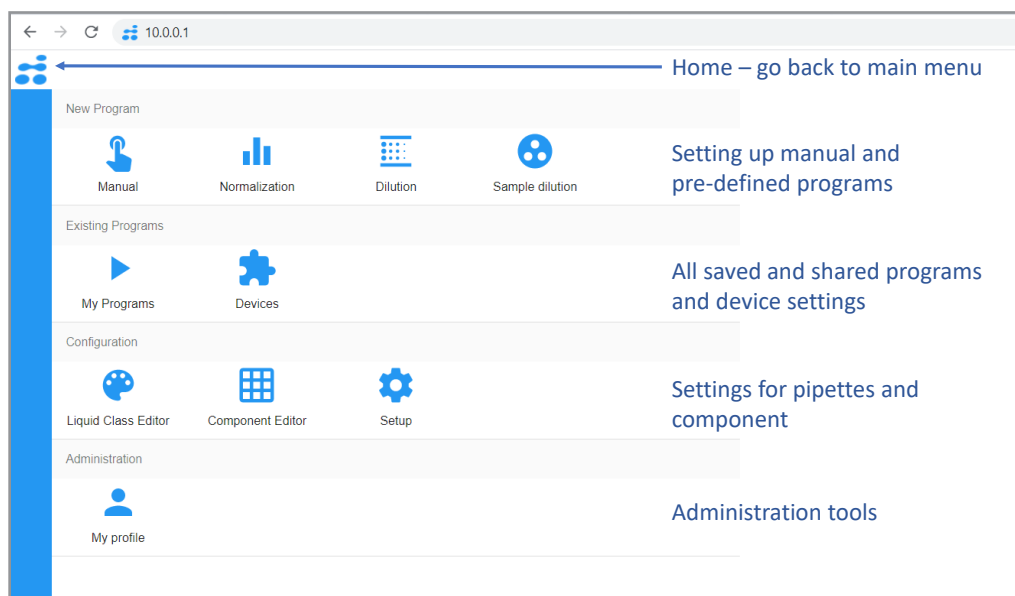 10.0.0.1
Home – go back to main menu
New Program
Manual
Normalization
Dilution
Sample dilution
Setting up manual and
pre-defined programs
Existing Programs
My Programs
Devices
All saved and shared programs
and device settings
Configuration
Liquid Class Editor
Component Editor
Setup
Settings for pipettes and
component
Administration
My profile
Administration tools